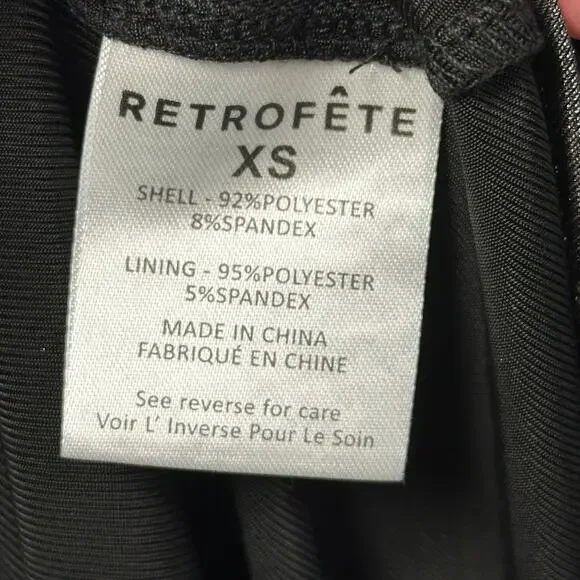 RETROFÊTE
XS
SHELL - 92%POLYESTER
8%SPANDEX
LINING - 95%POLYESTER
5%SPANDEX
MADE IN CHINA
FABRIQUÉ EN CHINE
See reverse for care
Voir L' Inverse Pour Le Soin